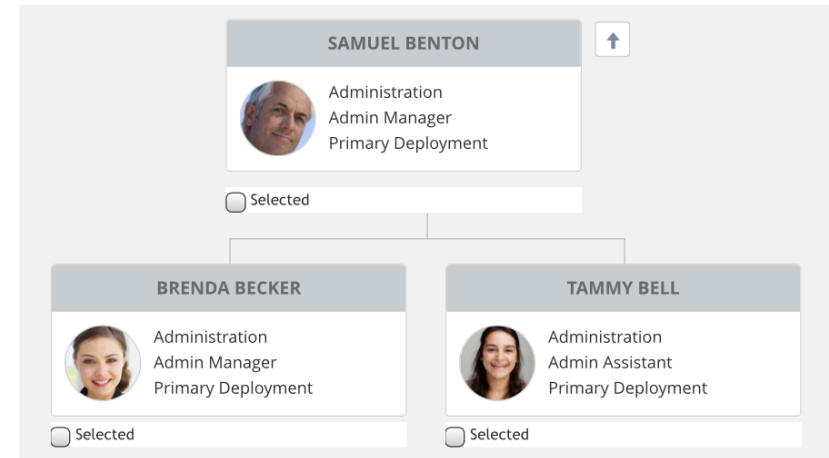 SAMUEL BENTON
Administration
Admin Manager
Primary Deployment
Selected
BRENDA BECKER
Administration
Admin Manager
Primary Deployment
Selected
TAMMY BELL
Administration
Admin Assistant
Primary Deployment
Selected